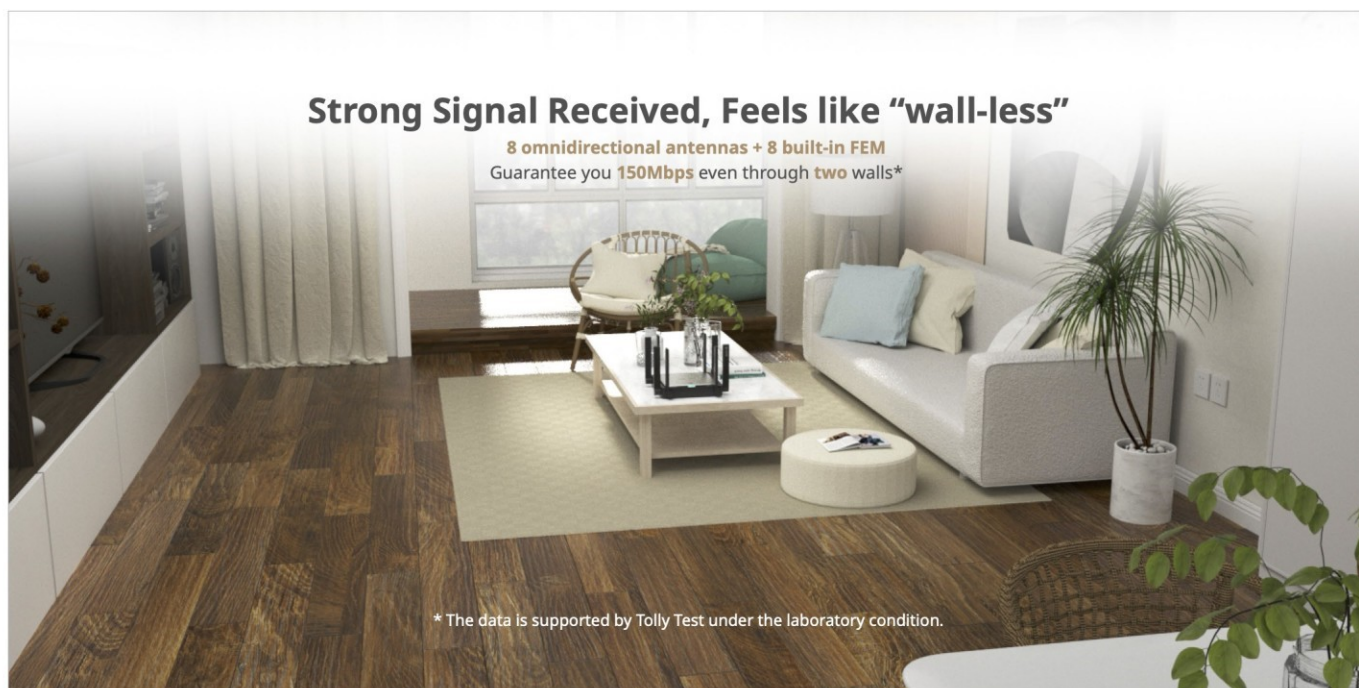 Strong Signal Received, Feels like “wall-less”
8 omnidirectional antennas + 8 built-in FEM
Guarantee you 150Mbps even through two walls*
* The data is supported by Tolly Test under the laboratory condition.